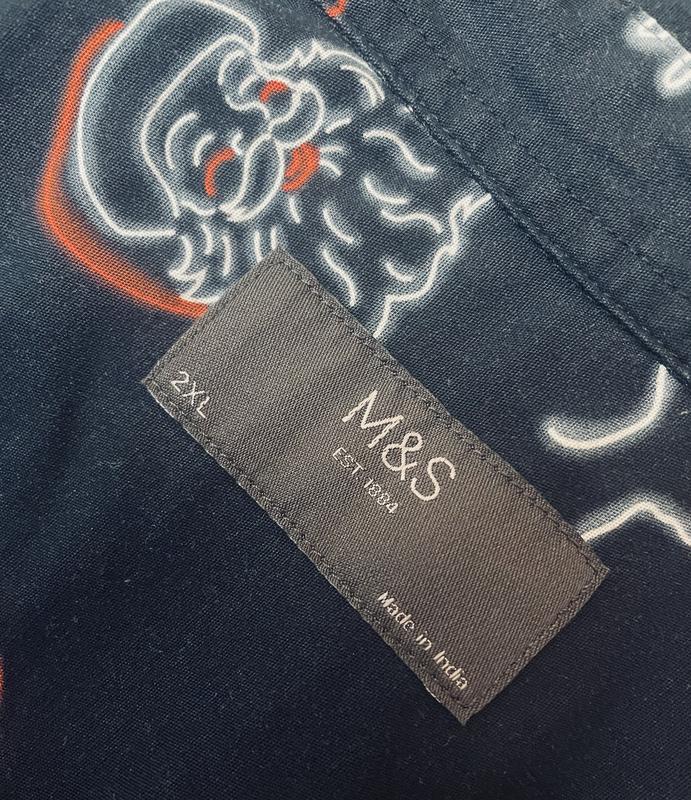 2XL
M&S
EST. 1884
Made in India